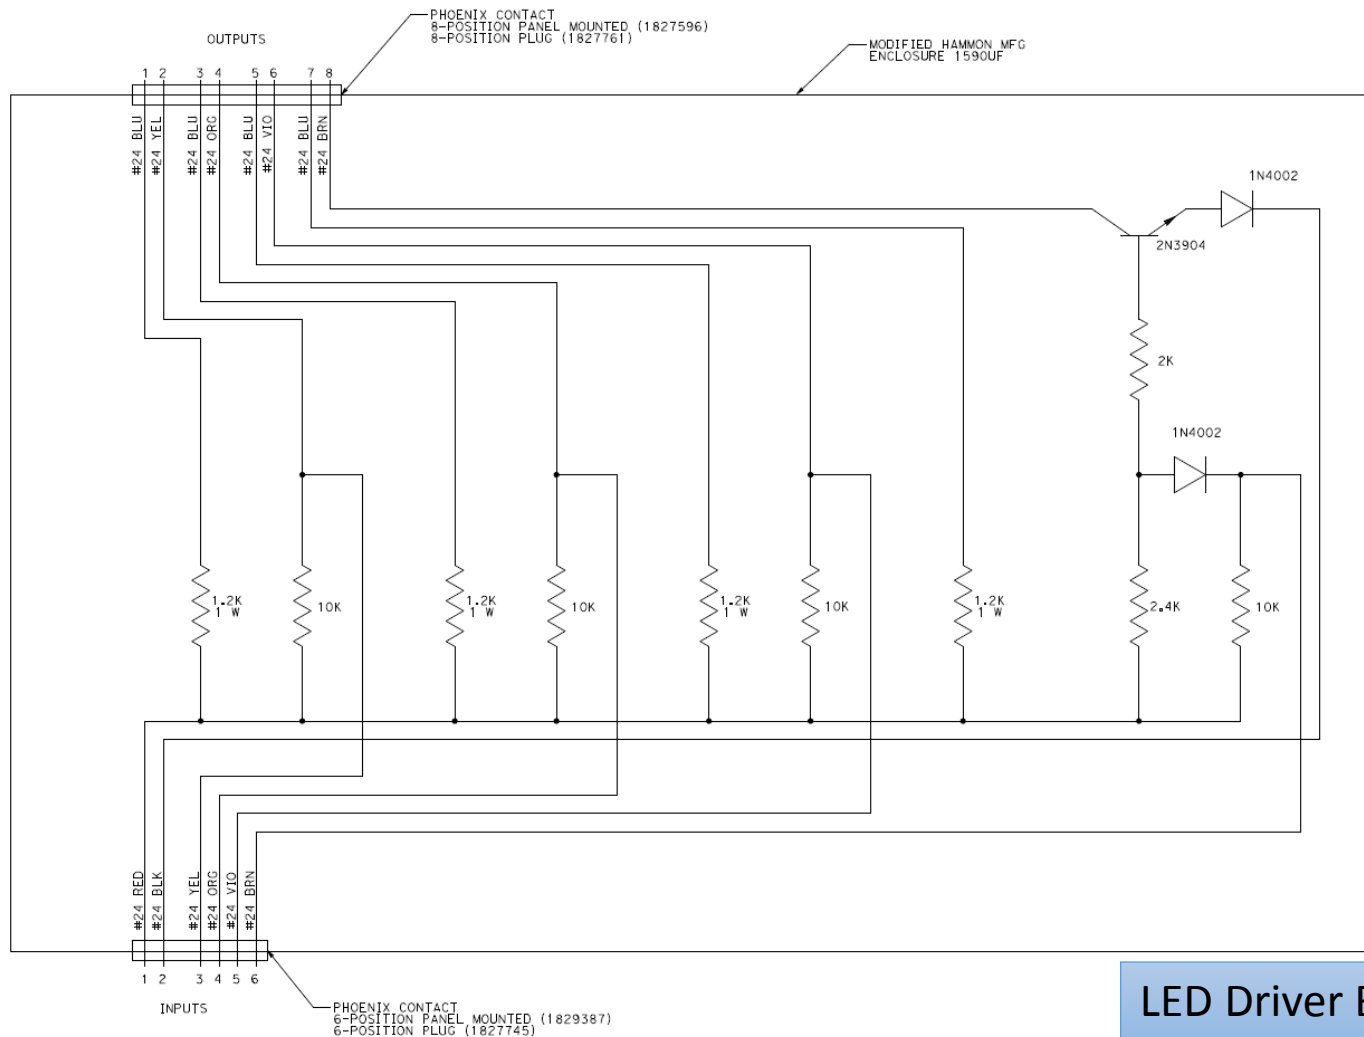 PHOENIX CONTACT
8-POSITION PANEL MOUNTED (1827596)
8-POSITION PLUG (1827761)
OUTPUTS
MODIFIED HAMMON MFG
ENCLOSURE 1590UF
1 2 3 4 5 6 7 8
#24 BLU
#24 YEL
#24 BLU
#24 ORG
#24 BLU
#24 VIO
#24 BLU
#24 BRN
1N4002
2N3904
2K
1N4002
1.2K
1 W
10K
1.2K
1 W
10K
1.2K
1 W
10K
1.2K
1 W
2.4K
10K
#24 RED
#24 BLK
#24 YEL
#24 ORG
#24 VIO
#24 BRN
1 2 3 4 5 6
INPUTS
PHOENIX CONTACT
6-POSITION PANEL MOUNTED (1829387)
6-POSITION PLUG (1827745)
LED Driver